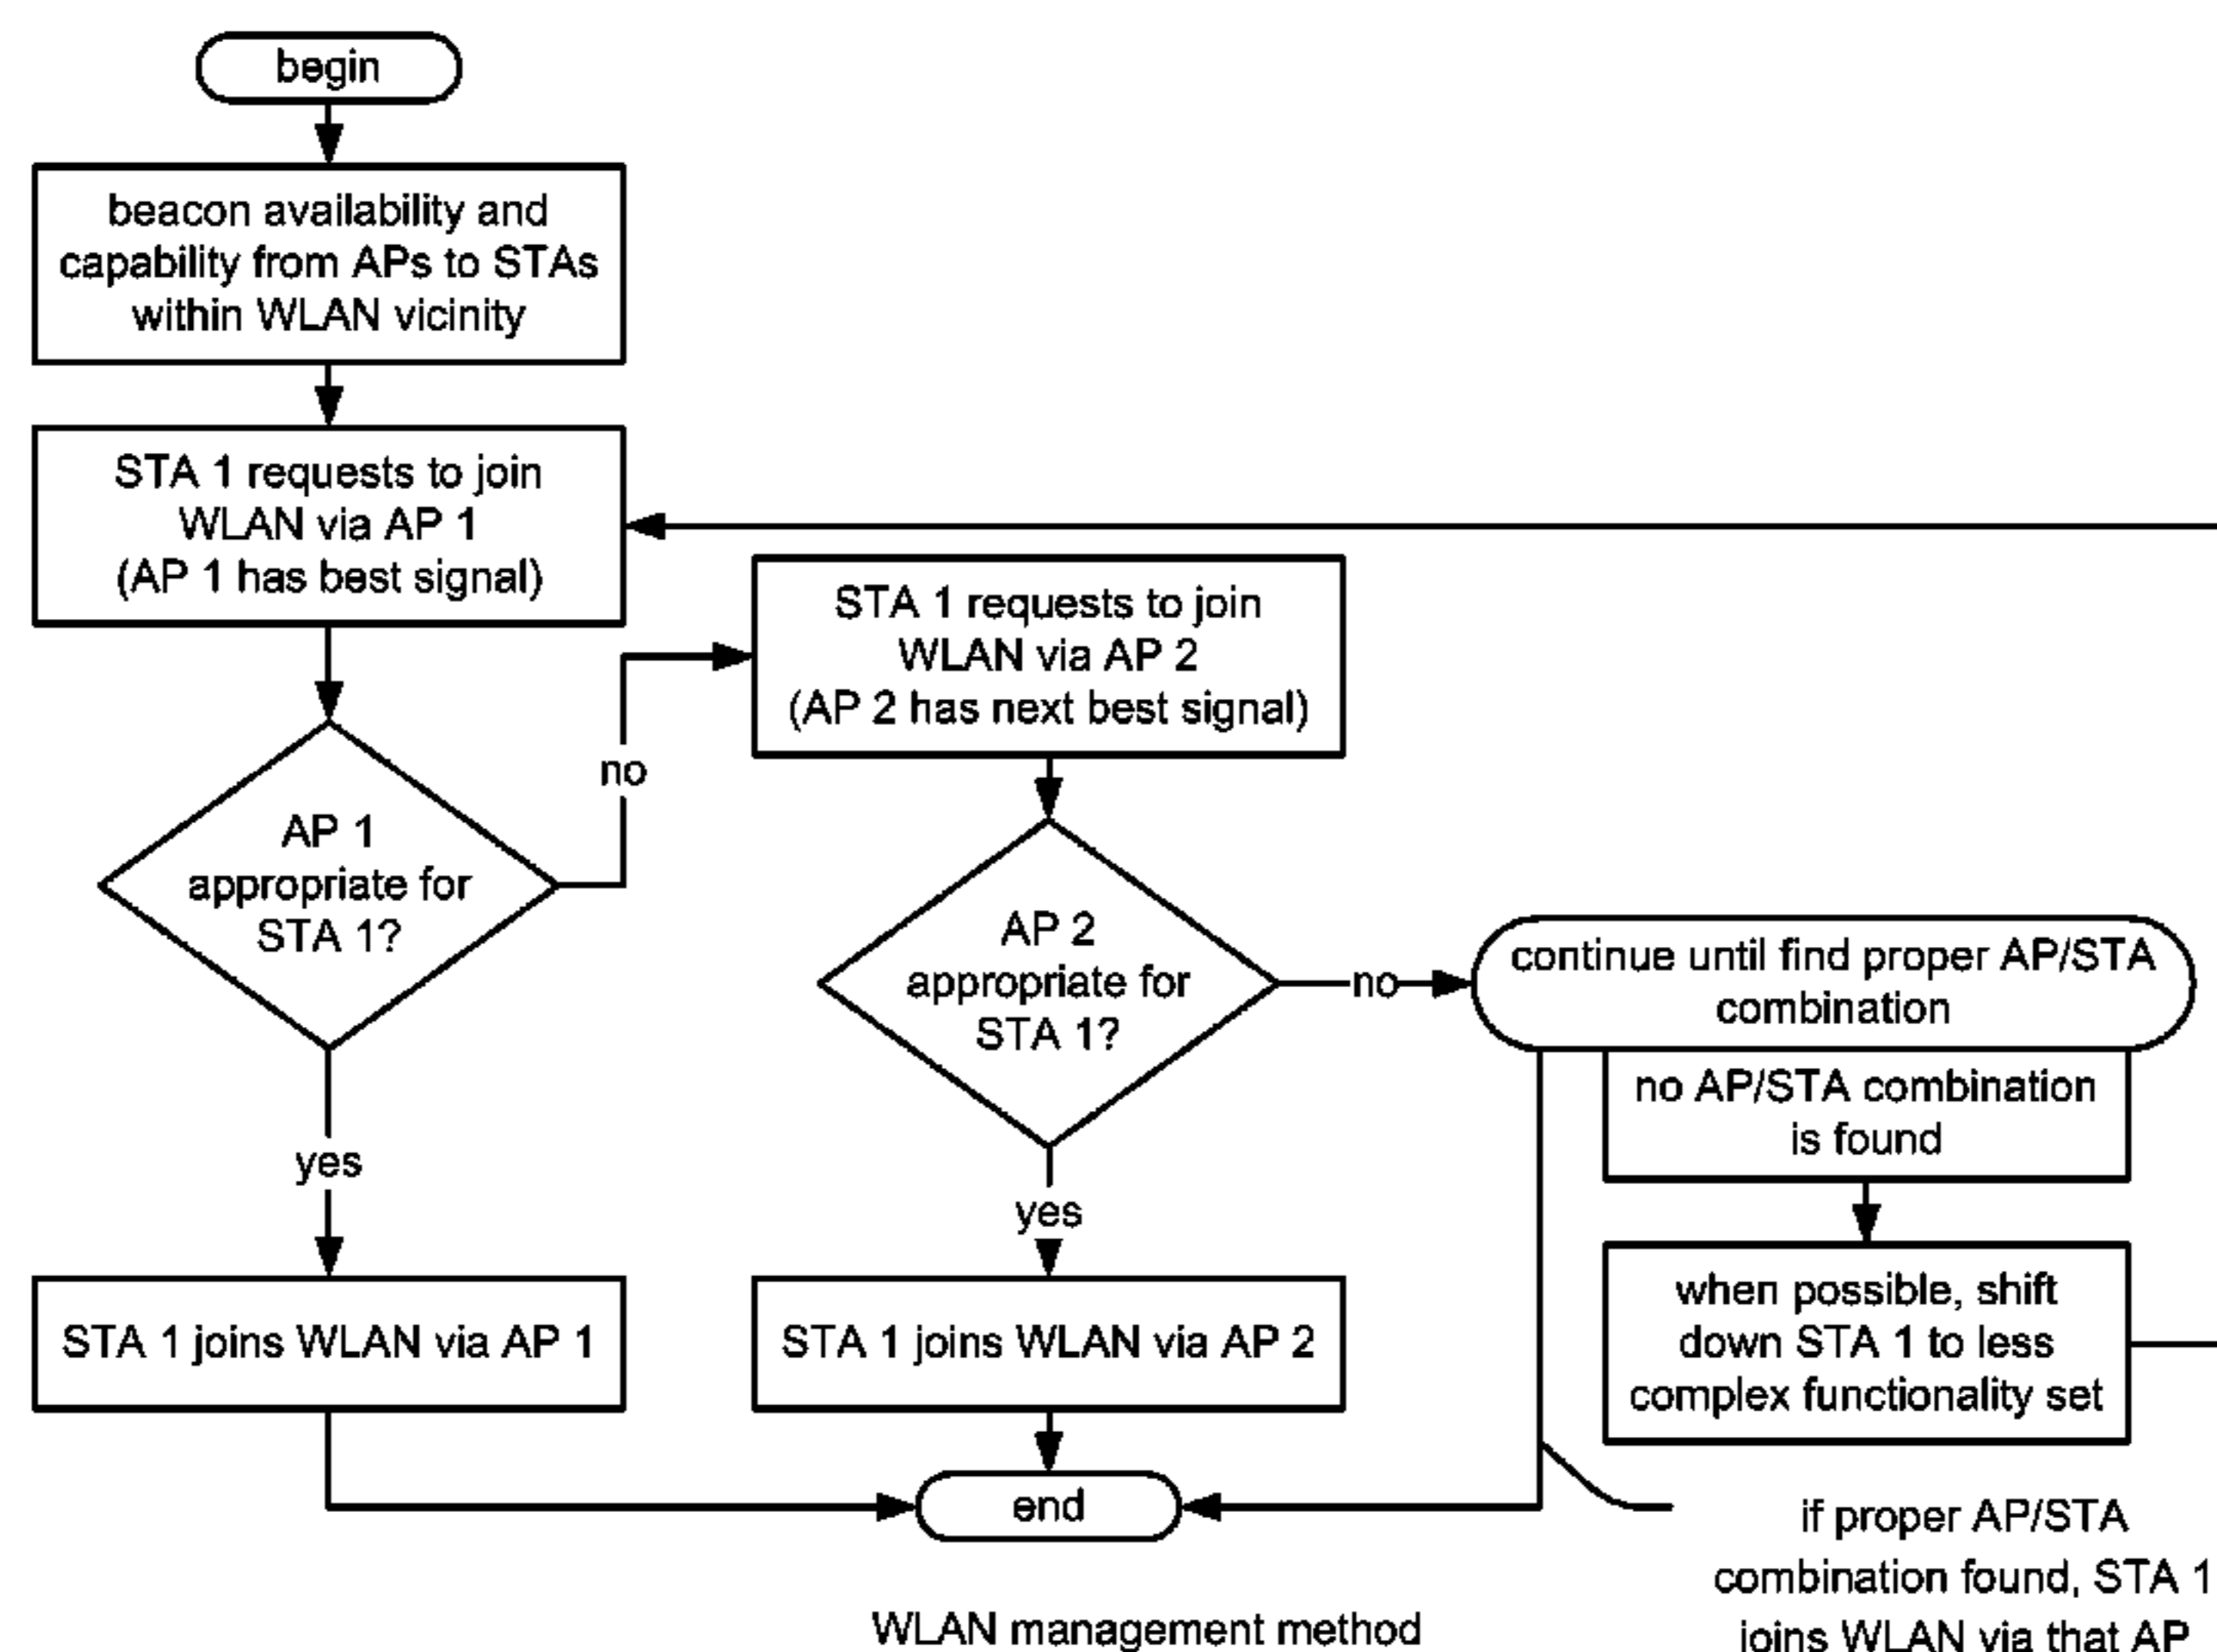 begin
beacon availability and
capability from APs to STAs
within WLAN vicinity
STA 1 requests to join
WLAN via AP 1
(AP 1 has best signal)
AP 1
appropriate for
STA 1?
no
yes
STA 1 joins WLAN via AP 1
STA 1 requests to join
WLAN via AP 2
(AP 2 has next best signal)
AP 2
appropriate for
STA 1?
no
yes
STA 1 joins WLAN via AP 2
continue until find proper AP/STA
combination
no AP/STA combination
is found
when possible, shift
down STA 1 to less
complex functionality set
end
if proper AP/STA
combination found, STA 1
joins WLAN via that AP
WLAN management method